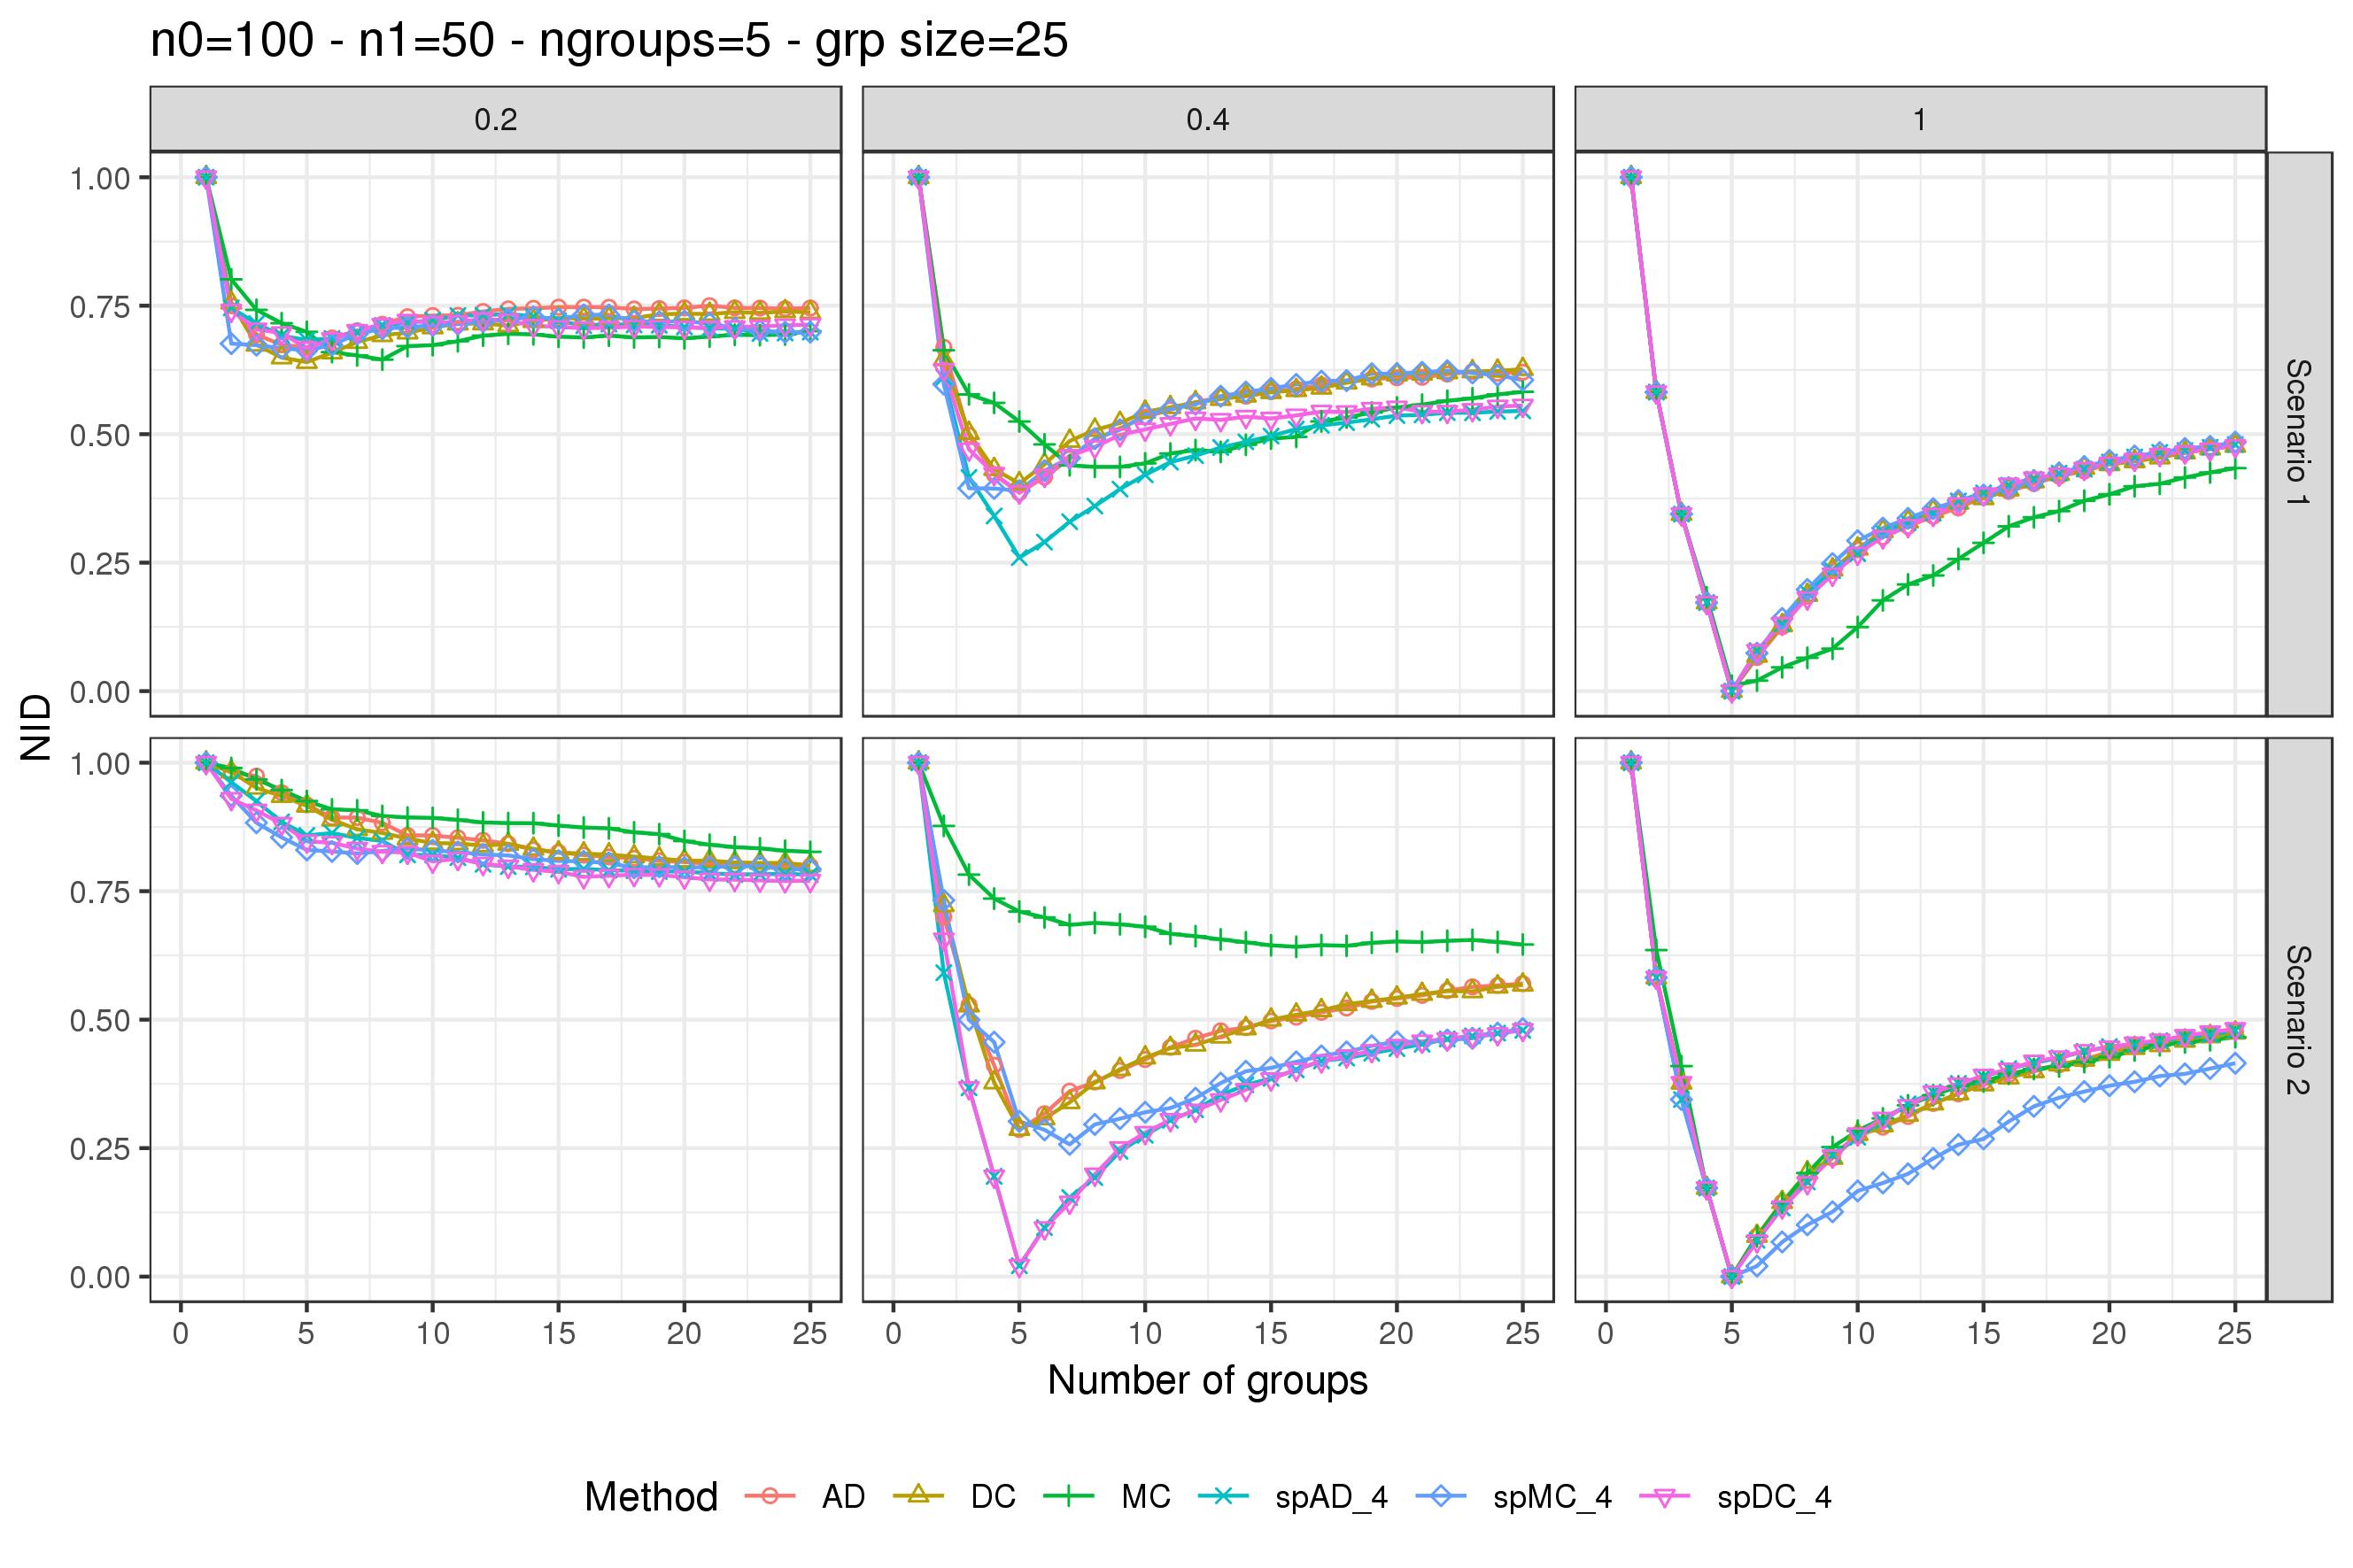 n0=100 - n1=50 - ngroups=5 - grp size=25
0.2 0.4 1
1.00
0.75
0.50
0.25
0.00
Scenario 1
NID
1.00
0.75
0.50
0.25
0.00
Scenario 2
0 5 10 15 20 25 0 5 10 15 20 25 0 5 10 15 20 25
Number of groups
Method AD DC MC spAD_4 spMC_4 spDC_4